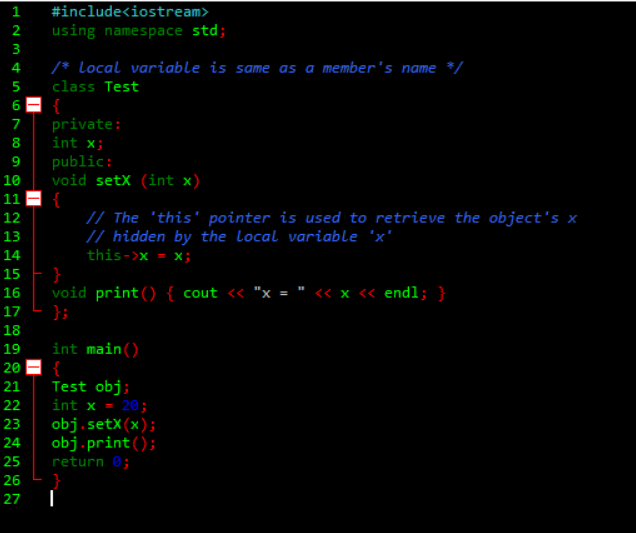 1 #include<iostream>
2 using namespace std;
3
4 /* local variable is same as a member's name */
5 class Test
6 {
7 private:
8 int x;
9 public:
10 void setX (int x)
11 {
12 // The 'this' pointer is used to retrieve the object's x
13 // hidden by the local variable 'x'
14 this->x = x;
15 }
16 void print() { cout << "x = " << x << endl; }
17 };
18
19 int main()
20 {
21 Test obj;
22 int x = 20;
23 obj.setX(x);
24 obj.print();
25 return 0;
26 }
27